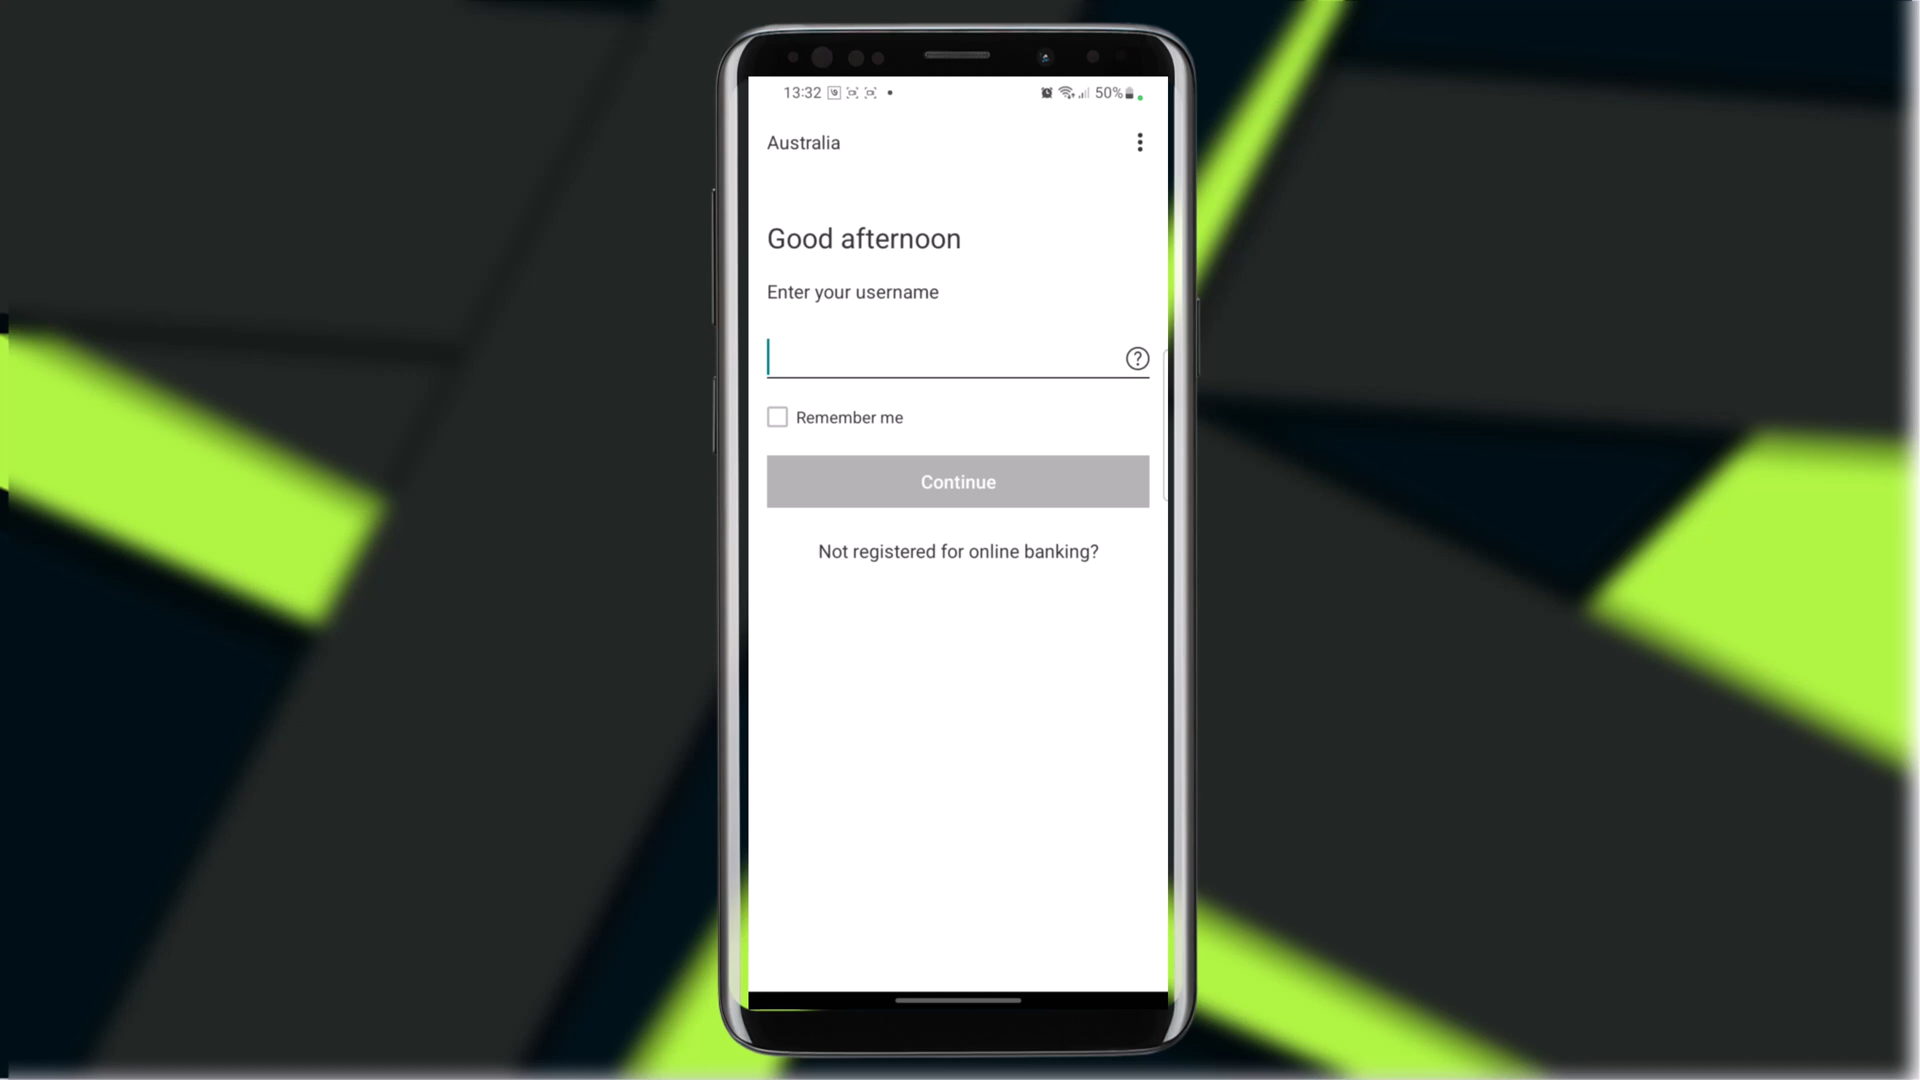 13:32 50%
Australia
Good afternoon
Enter your username
Remember me
Continue
Not registered for online banking?